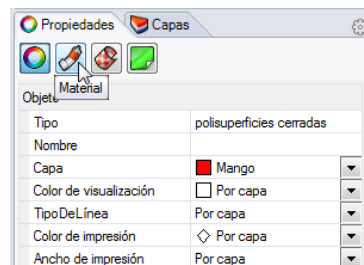 Propiedades Capas
Material
Objeto
Tipo polisuperficies cerradas
Nombre
Capa Mango
Color de visualización Por capa
TipoDeLínea Por capa
Color de impresión Por capa
Ancho de impresión Por capa